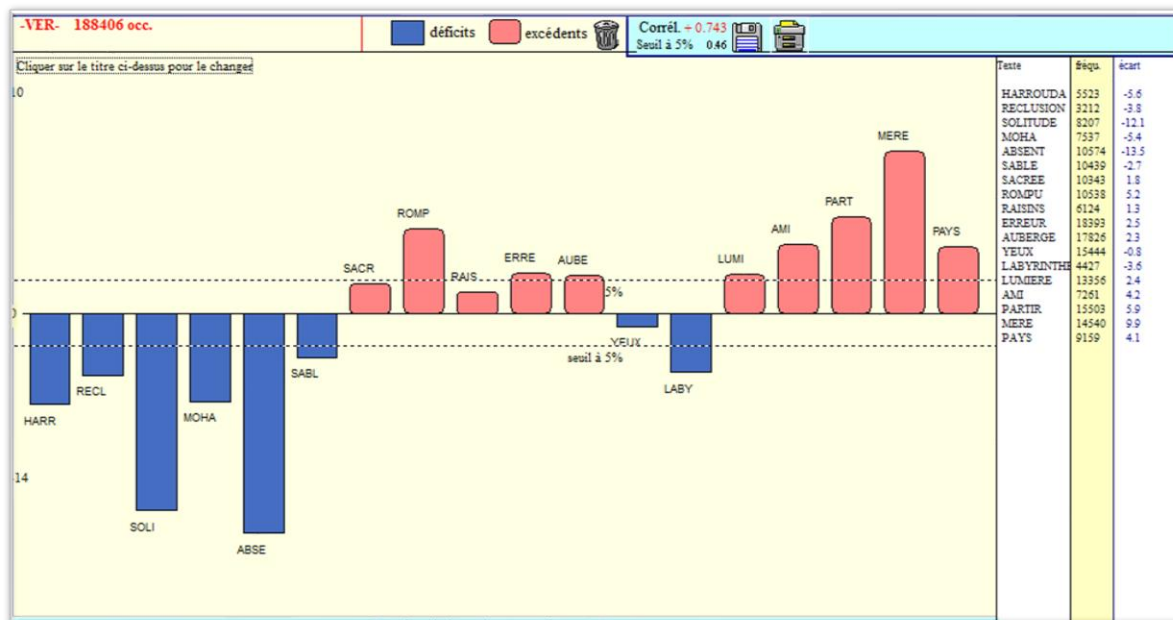 -VER- 188406 occ.
déficits
excédents
Corrél. + 0.743
Seuil à 5% 0.46
Cliquer sur le titre ci-dessus pour le changer
10
0
14
HARR
RECL
SOLI
MOHA
ABSE
SABL
SACR
ROMP
RAIS
ERRE
AUBE
5%
seuil à 5%
YEUX
LABY
LUMI
AMI
PART
MERE
PAYS
Texte fréqu. écart
HARROUDA 5523 -5.6
RECLUSION 3212 -3.8
SOLITUDE 8207 -12.1
MOHA 7537 -5.4
ABSENT 10574 -13.5
SABLE 10439 -2.7
SACREE 10343 1.8
ROMPU 10538 5.2
RAISINS 6124 1.3
ERREUR 18393 2.5
AUBERGE 17826 2.3
YEUX 15444 -0.8
LABYRINTHE 4427 -3.6
LUMIERE 13356 2.4
AMI 7261 4.2
PARTIR 15503 5.9
MERE 14540 9.9
PAYS 9159 4.1